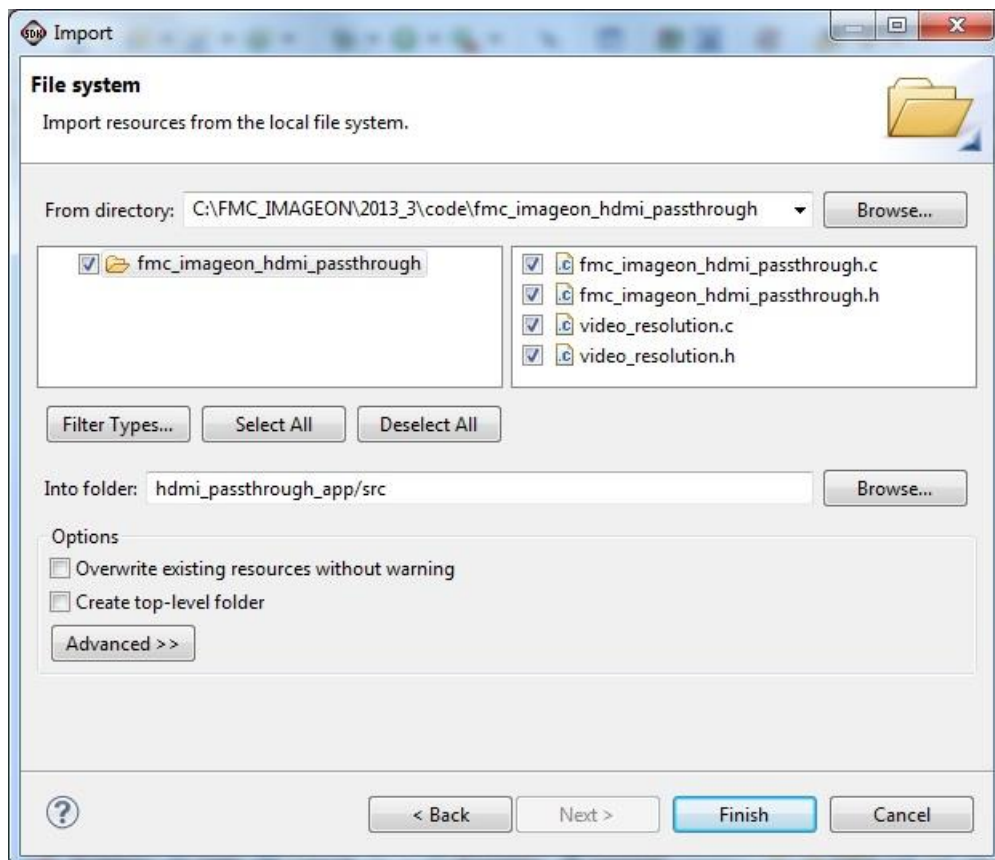 SDK Import
File system
Import resources from the local file system.
From directory: C:\FMC_IMAGEON\2013_3\code\fmc_imageon_hdmi_passthrough Browse...
fmc_imageon_hdmi_passthrough
.c fmc_imageon_hdmi_passthrough.c
.c fmc_imageon_hdmi_passthrough.h
.c video_resolution.c
.c video_resolution.h
Filter Types... Select All Deselect All
Into folder: hdmi_passthrough_app/src Browse...
Options
Overwrite existing resources without warning
Create top-level folder
Advanced >>
? < Back Next > Finish Cancel